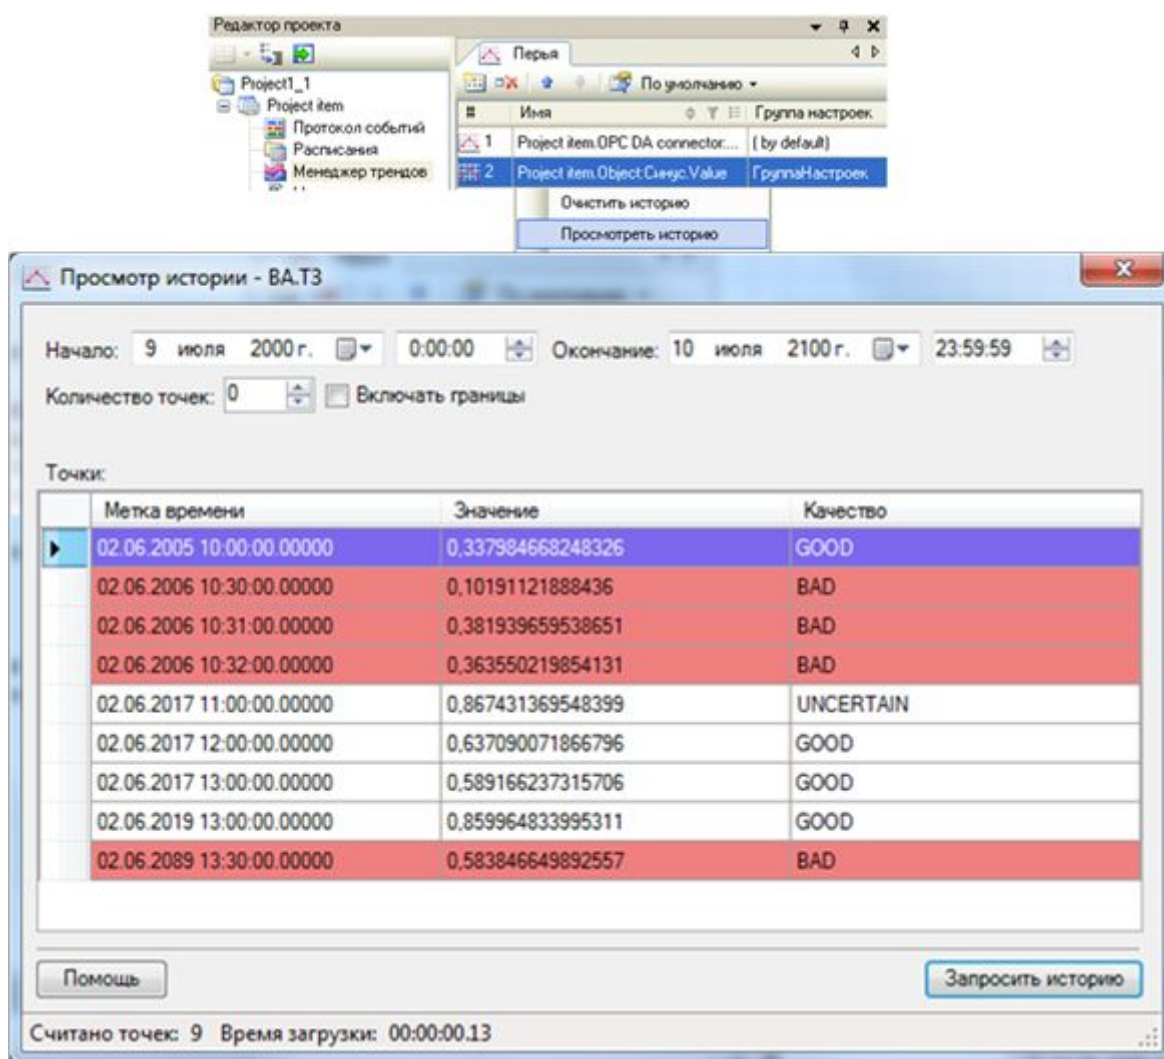 Редактор проекта
Перья
Project1_1
По умолчанию
Project item
# Имя Группа настроек
Протокол событий
1 Project item.OPC DA connector:... ( by default)
Расписания
Менеджер трендов
2 Project item.Object.Синус.Value ГруппаНастроек
Очистить историю
Просмотреть историю
Просмотр истории - ВА.Т3
Начало: 9 июля 2000 г. 0:00:00 Окончание: 10 июля 2100 г. 23:59:59
Количество точек: 0 Включать границы
Точки:
Метка времени Значение Качество
02.06.2005 10:00:00.00000 0,337984668248326 GOOD
02.06.2006 10:30:00.00000 0,10191121888436 BAD
02.06.2006 10:31:00.00000 0,381939659538651 BAD
02.06.2006 10:32:00.00000 0,363550219854131 BAD
02.06.2017 11:00:00.00000 0,867431369548399 UNCERTAIN
02.06.2017 12:00:00.00000 0,637090071866796 GOOD
02.06.2017 13:00:00.00000 0,589166237315706 GOOD
02.06.2019 13:00:00.00000 0,859964833995311 GOOD
02.06.2089 13:30:00.00000 0,583846649892557 BAD
Помощь Запросить историю
Считано точек: 9 Время загрузки: 00:00:00.13